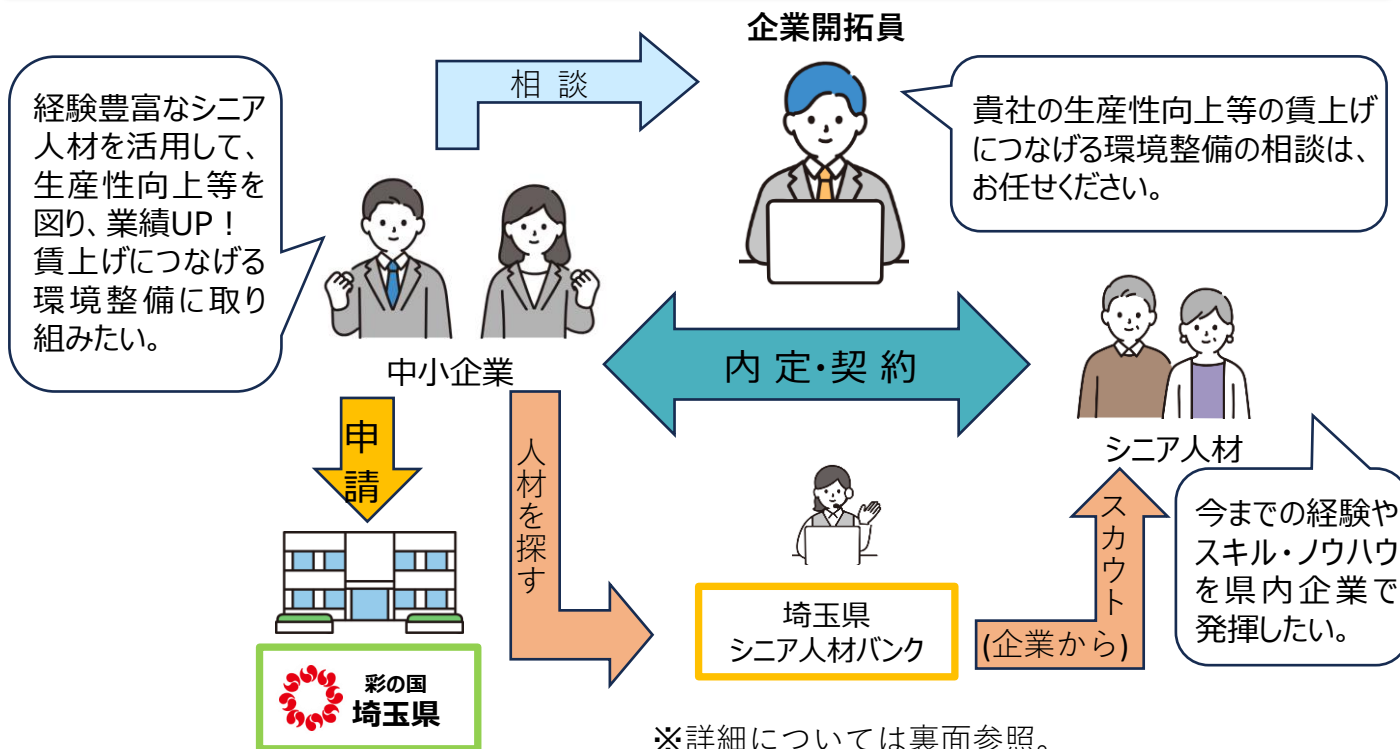 企業開拓員
相 談
経験豊富なシニア
人材を活用して、
生産性向上等を
図り、業績UP！
賃上げにつなげる
環境整備に取り
組みたい。
貴社の生産性向上等の賃上げ
につなげる環境整備の相談は、
お任せください。
中小企業
内 定・契 約
シニア人材
申請
人材を探す
スカウト
(企業から)
今までの経験や
スキル・ノウハウ
を県内企業で
発揮したい。
埼玉県
シニア人材バンク
彩の国
埼玉県
※詳細については裏面参照。